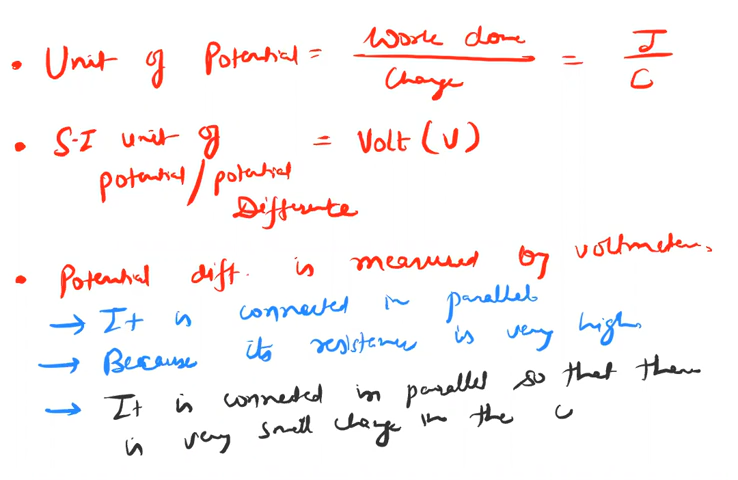 • Unit of Potential = Work done / Charge = J / C
• S.I unit of = Volt (V)
potential / potential
Difference
• Potential diff. is measured by voltmeter.
→ It is connected in parallel
→ Because its resistance is very high.
→ It is connected in parallel so that there
is very small change in the C